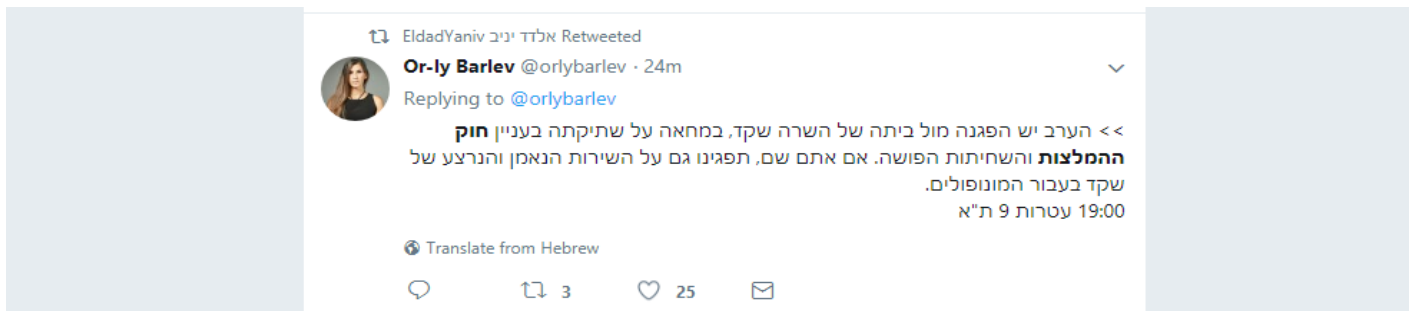 EldadYaniv אלדד יניב Retweeted
Or-ly Barlev @orlybarlev · 24m
Replying to @orlybarlev
>> הערב יש הפגנה מול ביתה של השרה שקד, במחאה על שתיקתה בעניין חוק
ההמלצות והשחיתות הפושה. אם אתם שם, תפגינו גם על השירות הנאמן והנרצע של
שקד בעבור המונופולים.
19:00 עטרות 9 ת"א
Translate from Hebrew
3 25